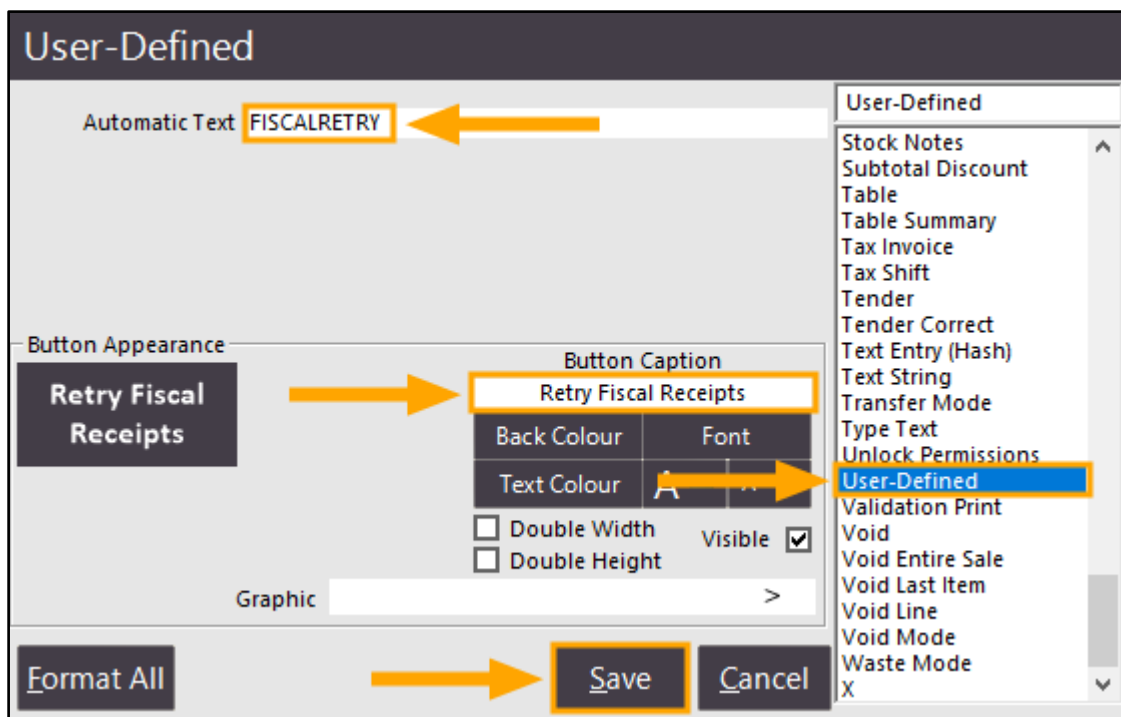 User-Defined
Automatic Text FISCALRETRY
Button Appearance
Retry Fiscal
Receipts
Button Caption
Retry Fiscal Receipts
Back Colour Font
Text Colour A
Double Width
Visible
Double Height
Graphic >
Format All Save Cancel
User-Defined
Stock Notes
Subtotal Discount
Table
Table Summary
Tax Invoice
Tax Shift
Tender
Tender Correct
Text Entry (Hash)
Text String
Transfer Mode
Type Text
Unlock Permissions
User-Defined
Validation Print
Void
Void Entire Sale
Void Last Item
Void Line
Void Mode
Waste Mode
X